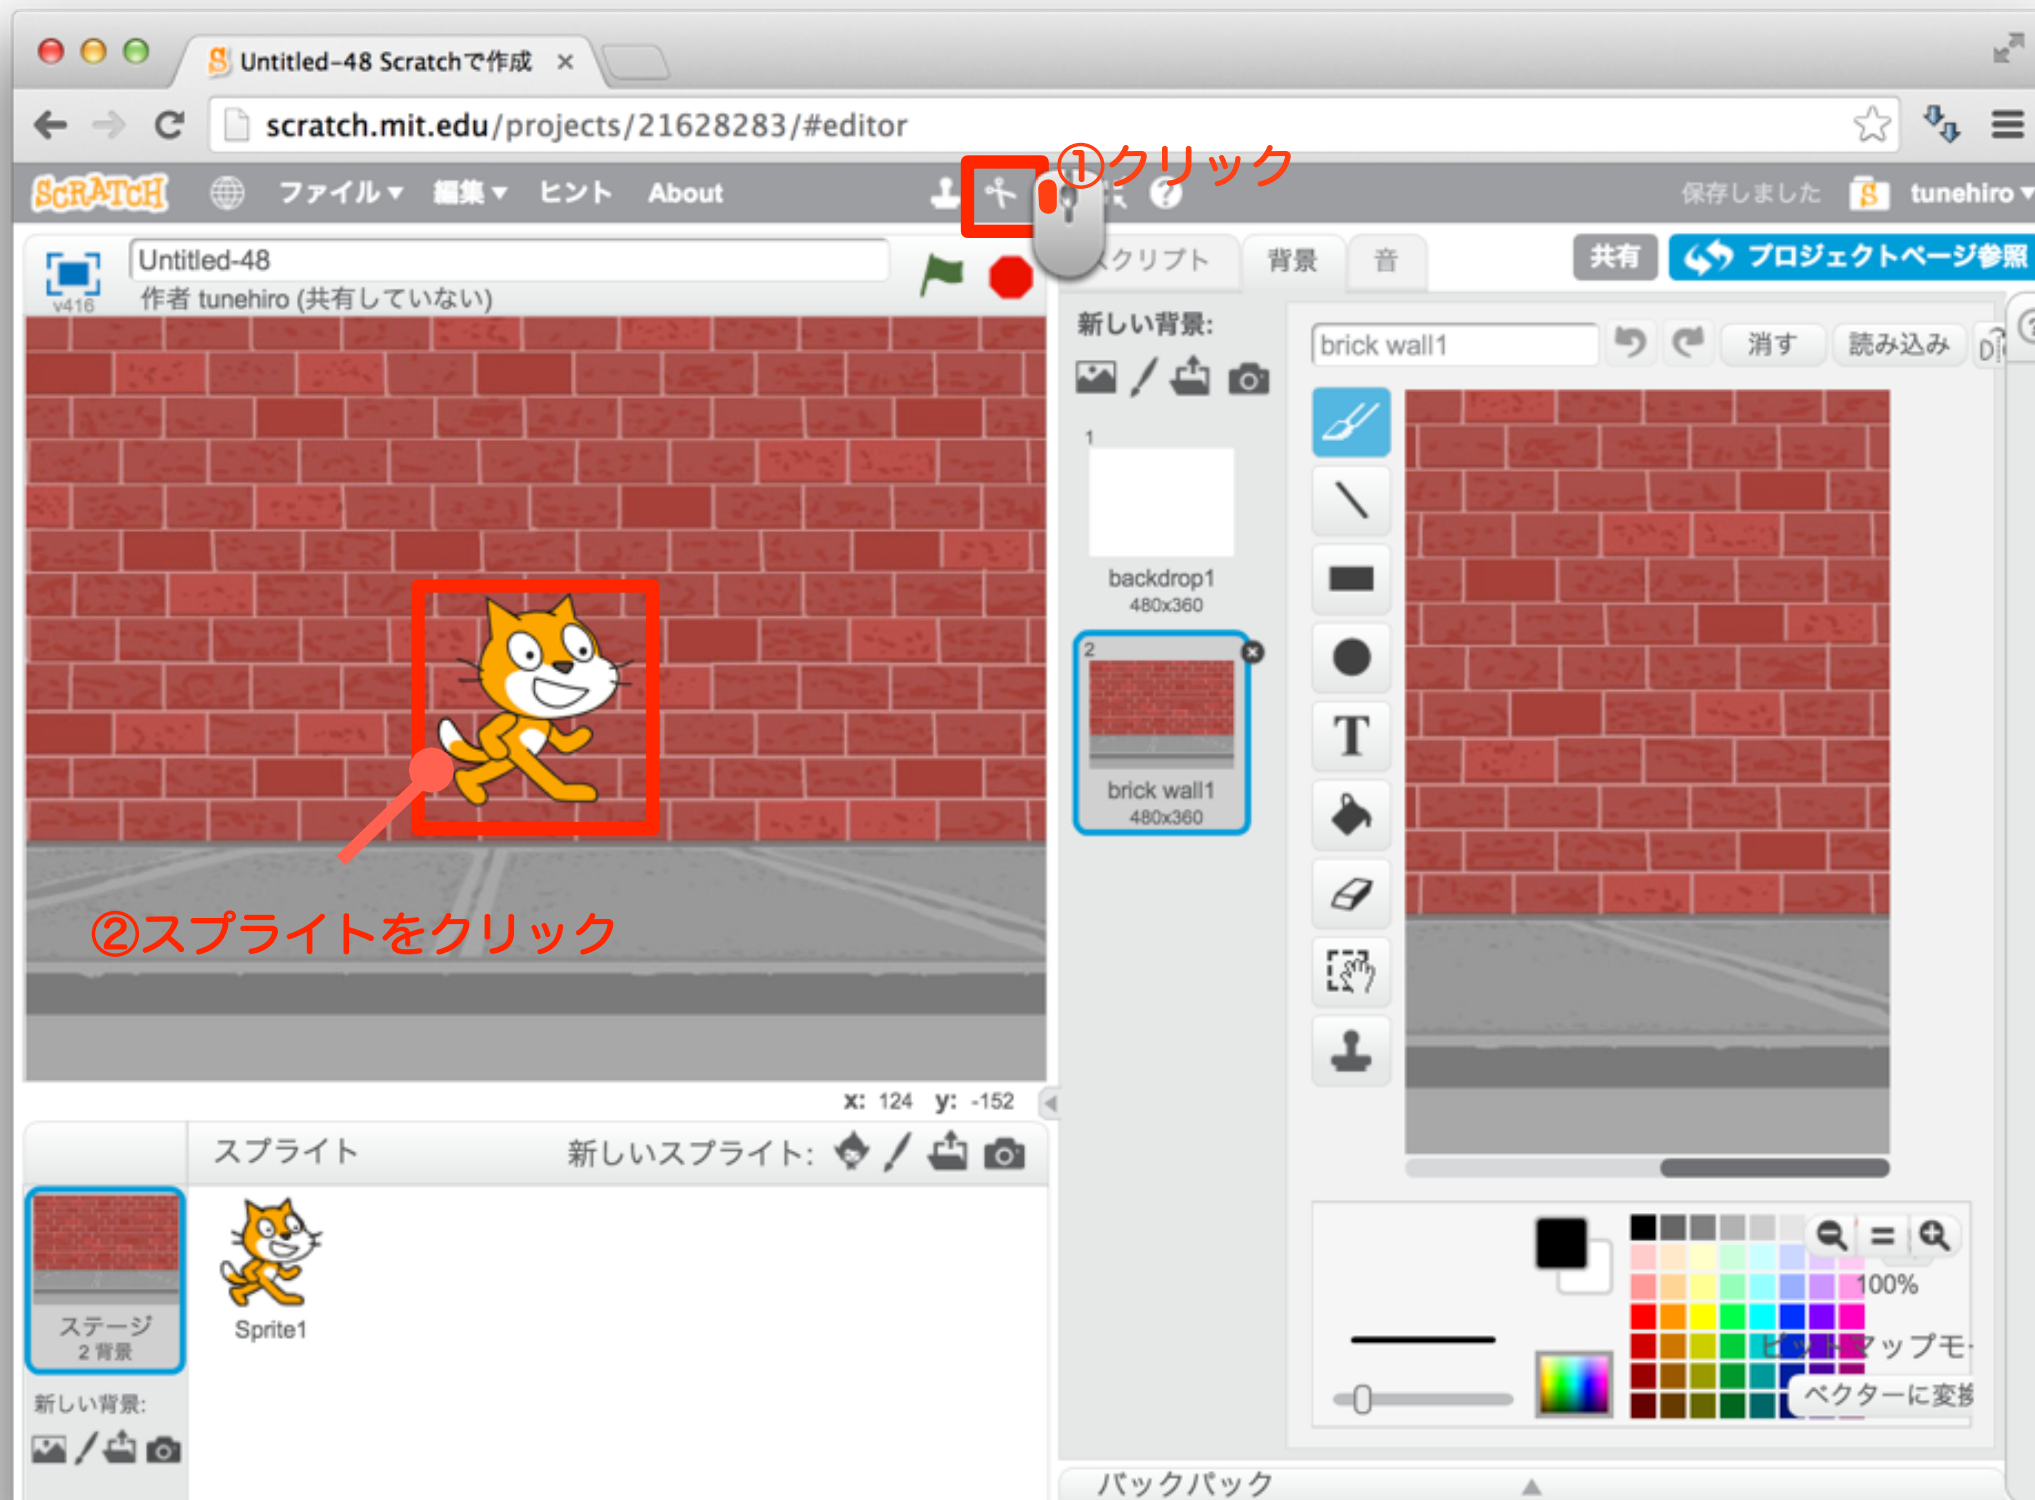 Untitled-48 Scratchで作成
scratch.mit.edu/projects/21628283/#editor
①クリック
SCRATCH
ファイル▼ 編集▼ ヒント About
保存しました
tunehiro▼
Untitled-48
作者 tunehiro (共有していない)
v416
クリプト
背景
音
共有
プロジェクトページ参照
新しい背景:
brick wall1
消す
読み込み
1
backdrop1
480x360
2
brick wall1
480x360
T
②スプライトをクリック
x: 124 y: -152
スプライト
新しいスプライト:
Sprite1
ステージ
2 背景
新しい背景:
100%
ビットマップモ
ベクターに変換
バックパック